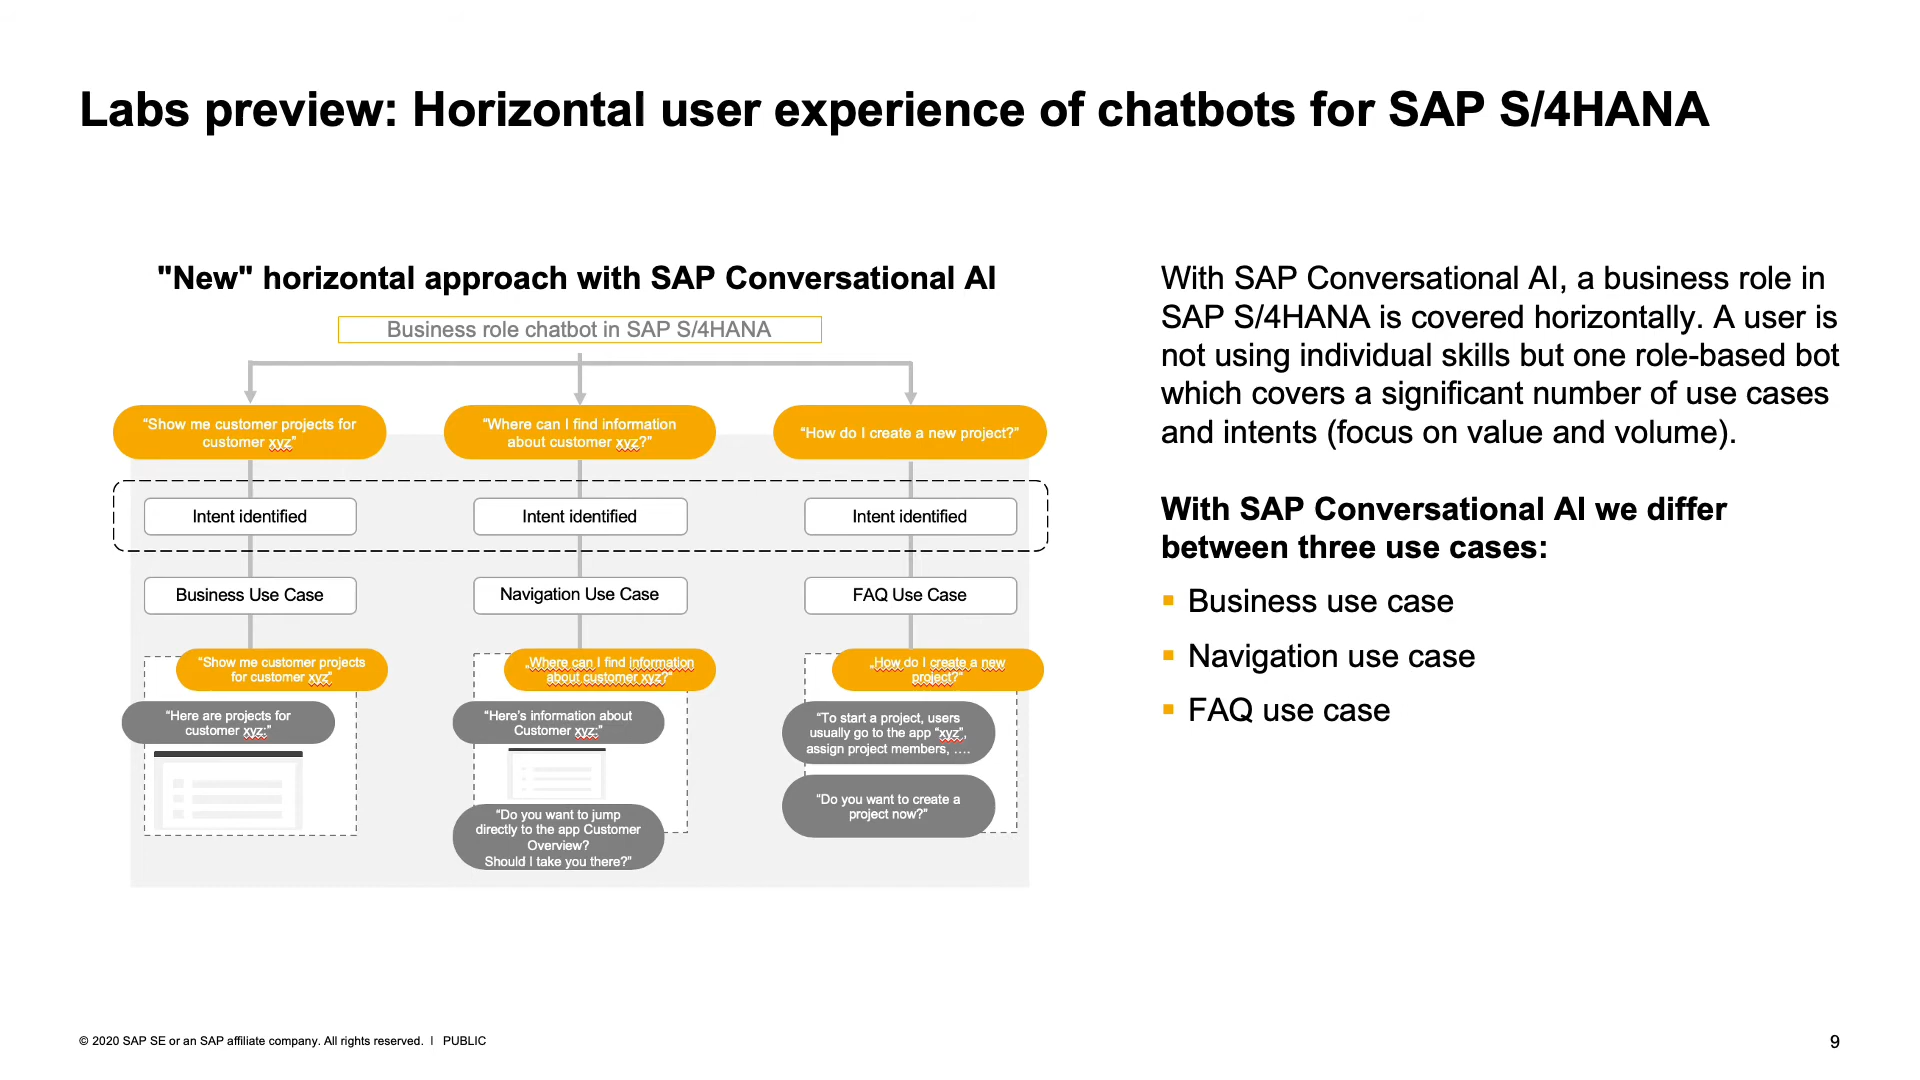 Labs preview: Horizontal user experience of chatbots for SAP S/4HANA
"New" horizontal approach with SAP Conversational AI
Business role chatbot in SAP S/4HANA
“Show me customer projects for
customer xyz”
“Where can I find information
about customer xyz?”
“How do I create a new project?”
Intent identified
Intent identified
Intent identified
Business Use Case
Navigation Use Case
FAQ Use Case
“Show me customer projects
for customer xyz”
„Where can I find information
about customer xyz?“
„How do I create a new
project?“
“Here are projects for
customer xyz:”
“Here’s information about
Customer xyz:”
“To start a project, users
usually go to the app “xyz”,
assign project members, ….
“Do you want to jump
directly to the app Customer
Overview?
Should I take you there?”
“Do you want to create a
project now?”
With SAP Conversational AI, a business role in
SAP S/4HANA is covered horizontally. A user is
not using individual skills but one role-based bot
which covers a significant number of use cases
and intents (focus on value and volume).
With SAP Conversational AI we differ
between three use cases:
▪ Business use case
▪ Navigation use case
▪ FAQ use case
© 2020 SAP SE or an SAP affiliate company. All rights reserved. ǀ PUBLIC
9